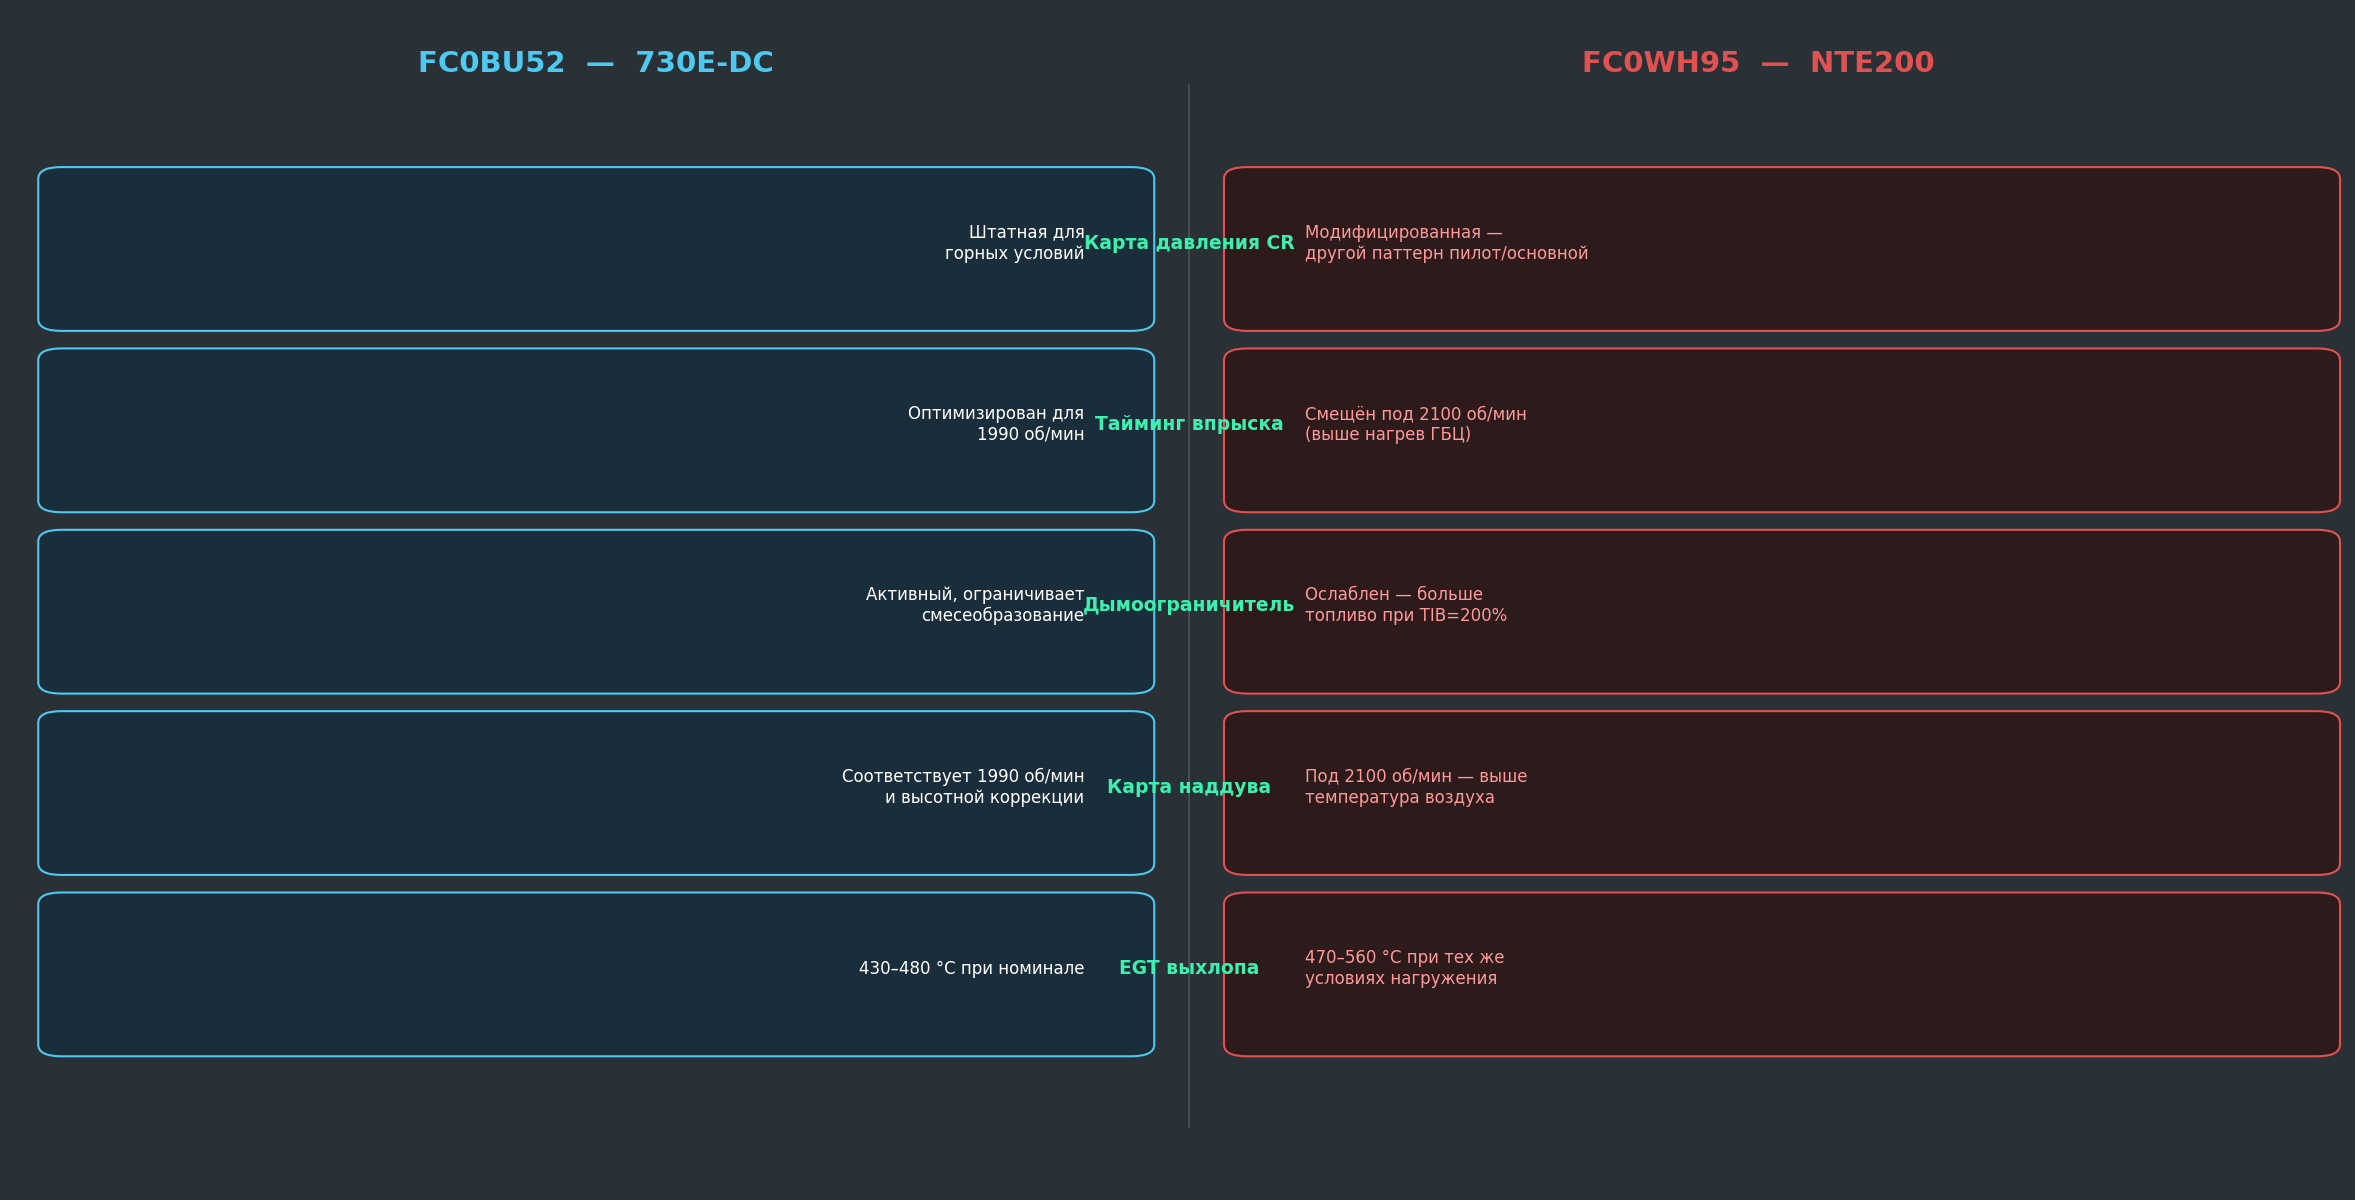 FC0BU52 — 730E-DC
FC0WH95 — NTE200
Штатная для
горных условий
Карта давления CR
Модифицированная —
другой паттерн пилот/основной
Оптимизирован для
1990 об/мин
Тайминг впрыска
Смещён под 2100 об/мин
(выше нагрев ГБЦ)
Активный, ограничивает
смесеобразование
Дымоограничитель
Ослаблен — больше
топливо при TIB=200%
Соответствует 1990 об/мин
и высотной коррекции
Карта наддува
Под 2100 об/мин — выше
температура воздуха
430–480 °C при номинале
EGT выхлопа
470–560 °C при тех же
условиях нагружения